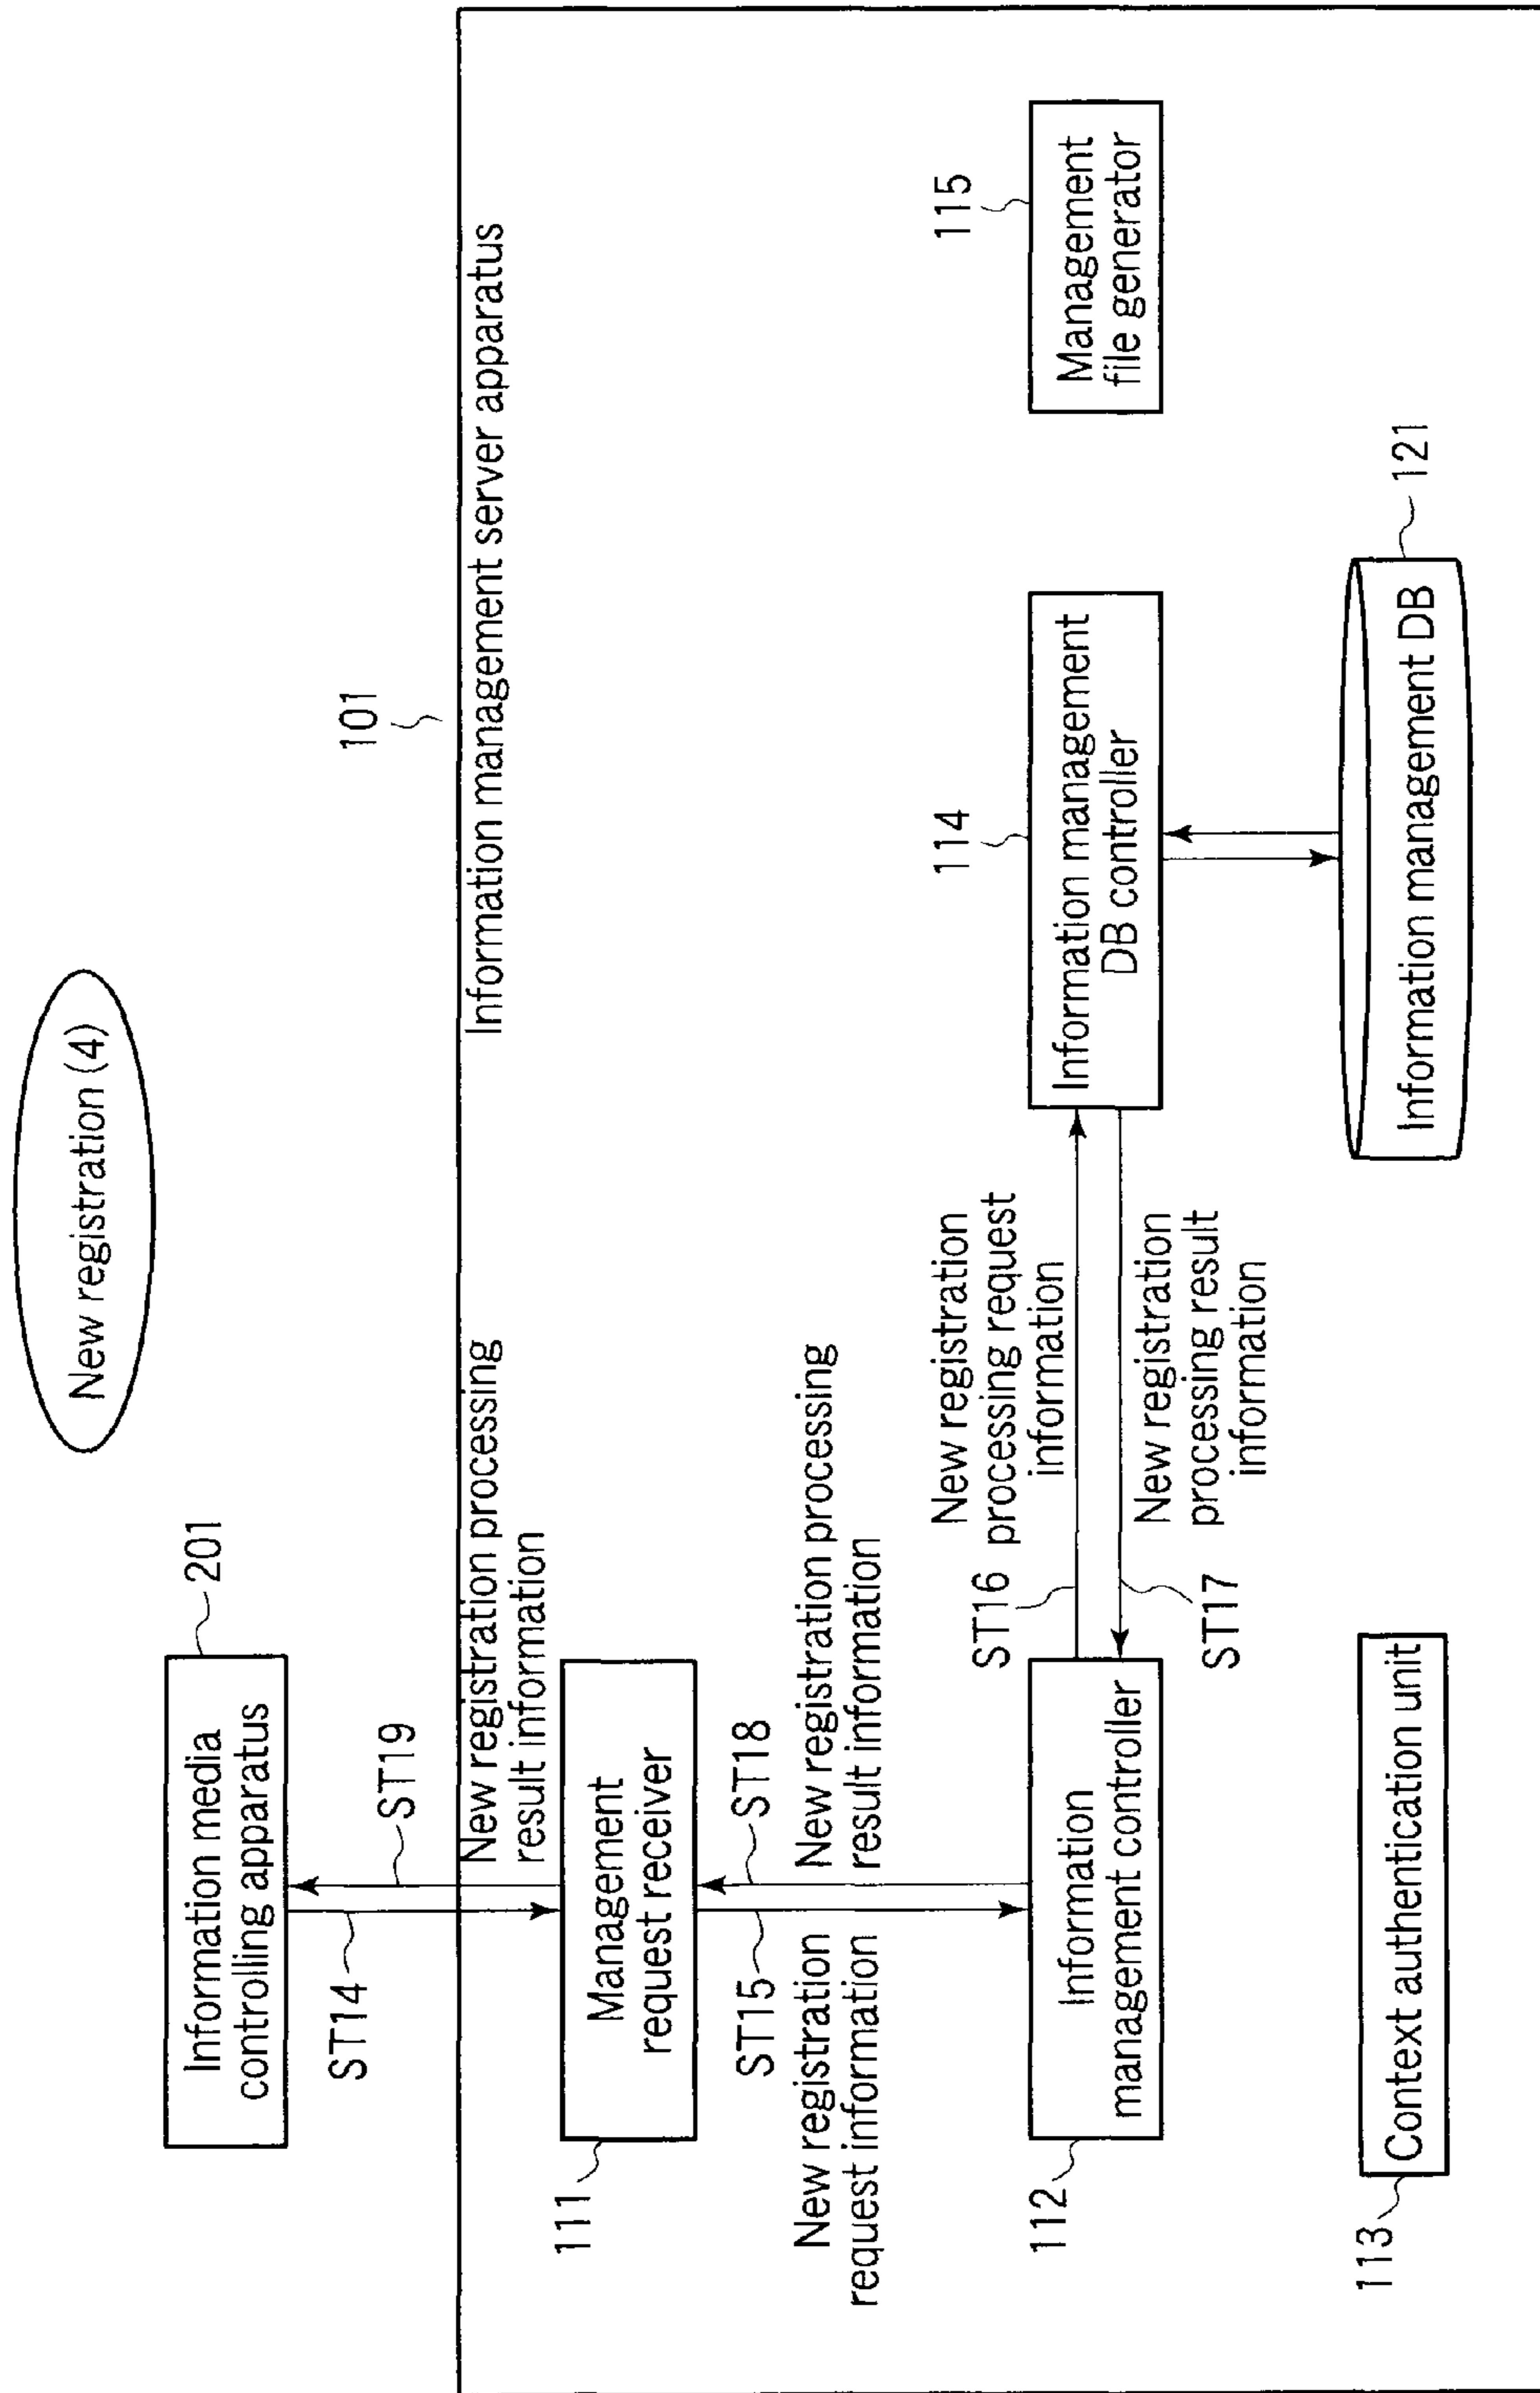 New registration (4)
201
Information media
controlling apparatus
ST14
ST19
101
Information management server apparatus
New registration processing
result information
111
Management
request receiver
ST15
ST18
New registration
request information
New registration processing
result information
112
Information
management controller
ST16
New registration
processing request
information
ST17
New registration
processing result
information
114
Information management
DB controller
115
Management
file generator
113
Context authentication unit
Information management DB
121